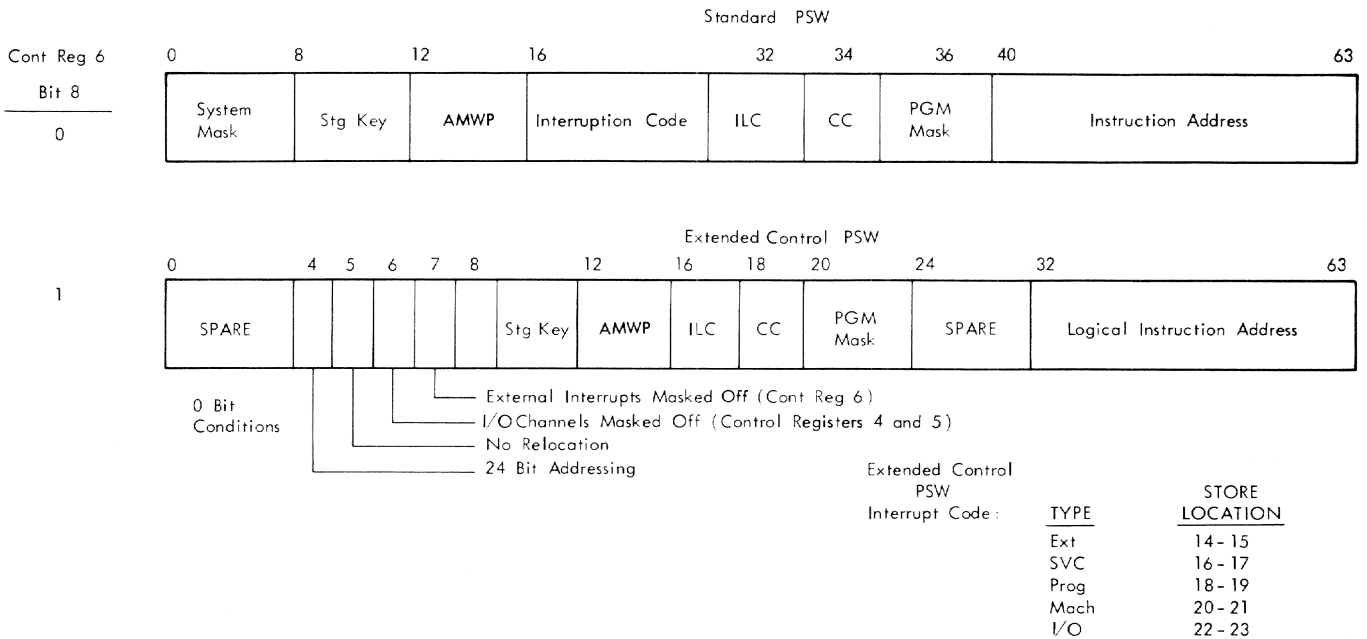 Standard PSW
Cont Reg 6
0 8 12 16 32 34 36 40 63
Bit 8
0
System
Mask
Stg Key
AMWP
Interruption Code
ILC
CC
PGM
Mask
Instruction Address
Extended Control PSW
0 4 5 6 7 8 12 16 18 20 24 32 63
1
SPARE
Stg Key
AMWP
ILC
CC
PGM
Mask
SPARE
Logical Instruction Address
0 Bit
Conditions
External Interrupts Masked Off (Cont Reg 6)
I/O Channels Masked Off (Control Registers 4 and 5)
No Relocation
24 Bit Addressing
Extended Control
PSW
Interrupt Code:
TYPE STORE
LOCATION
Ext 14-15
SVC 16-17
Prog 18-19
Mach 20-21
I/O 22-23